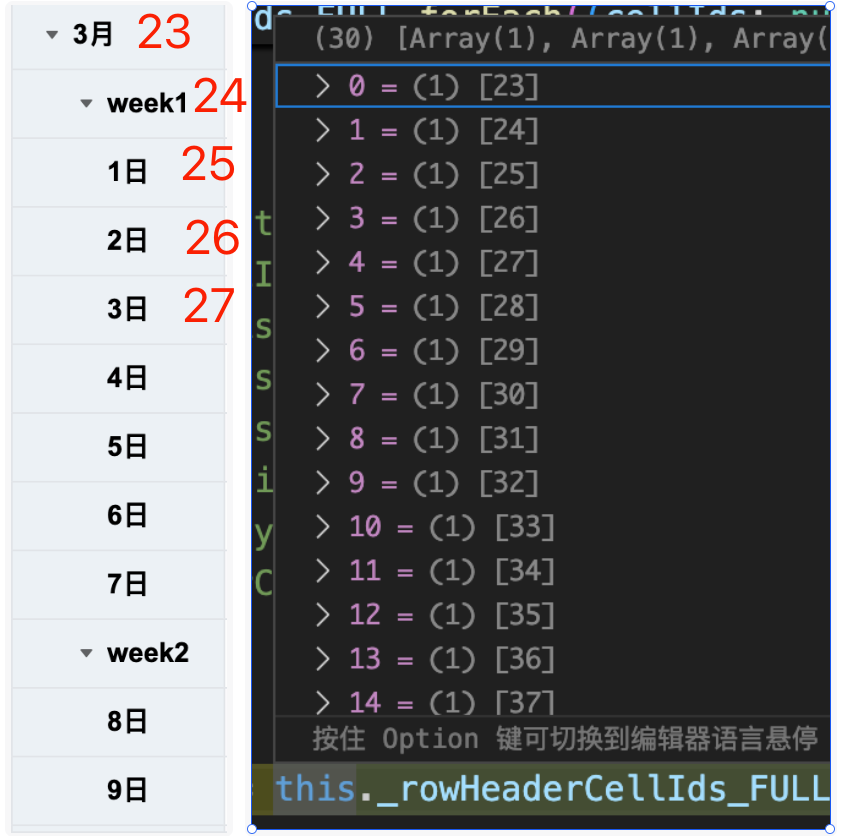 3月 23
week1 24
1日 25
2日 26
3日 27
4日
5日
6日
7日
week2
8日
9日
(30) [Array(1), Array(1), Array(
> 0 = (1) [23]
> 1 = (1) [24]
> 2 = (1) [25]
> 3 = (1) [26]
> 4 = (1) [27]
> 5 = (1) [28]
> 6 = (1) [29]
> 7 = (1) [30]
> 8 = (1) [31]
> 9 = (1) [32]
> 10 = (1) [33]
> 11 = (1) [34]
> 12 = (1) [35]
> 13 = (1) [36]
> 14 = (1) [37]
按住 Option 键可切换到编辑器语言悬停
this._rowHeaderCellIds_FULL
t
I
s
s
s
i
y
C